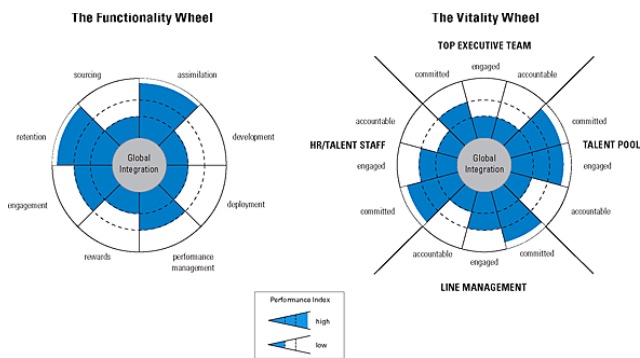 The Functionality Wheel
sourcing
assimilation
retention
development
Global
Integration
engagement
deployment
rewards
performance
management
The Vitality Wheel
TOP EXECUTIVE TEAM
engaged
committed
accountable
accountable
committed
HR/TALENT STAFF
TALENT POOL
engaged
Global
Integration
engaged
committed
accountable
accountable
committed
engaged
LINE MANAGEMENT
Performance Index
high
low